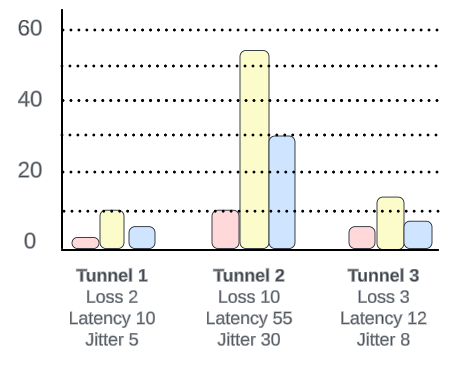 60
40
20
0
Tunnel 1
Loss 2
Latency 10
Jitter 5
Tunnel 2
Loss 10
Latency 55
Jitter 30
Tunnel 3
Loss 3
Latency 12
Jitter 8